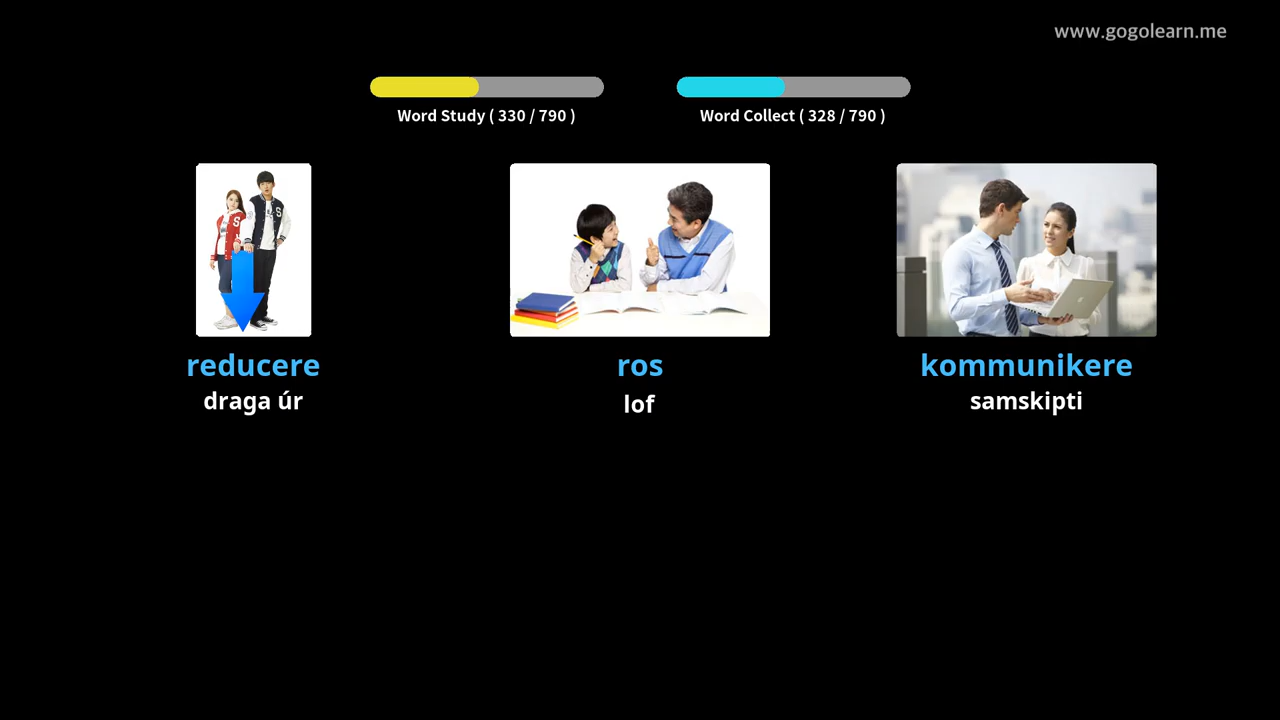 www.gogolearn.me
Word Study ( 330 / 790 )
Word Collect ( 328 / 790 )
reducere
draga úr
ros
lof
kommunikere
samskipti